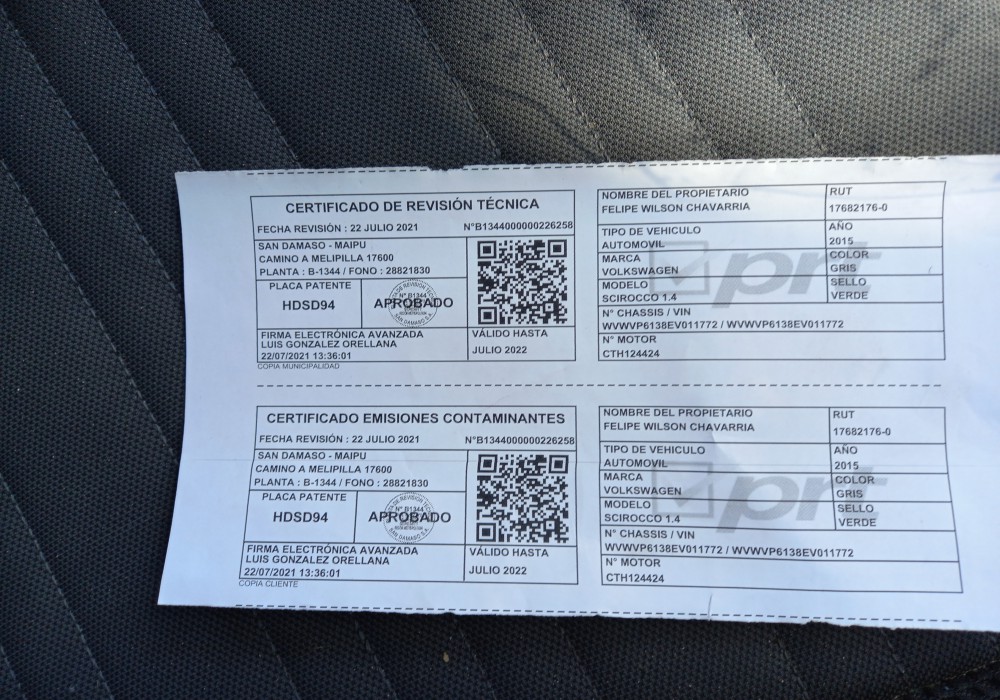 CERTIFICADO DE REVISIÓN TÉCNICA
FECHA REVISIÓN : 22 JULIO 2021 N°B1344000000226258
SAN DAMASO - MAIPU
CAMINO A MELIPILLA 17600
PLANTA : B-1344 / FONO : 28821830
PLACA PATENTE
HDSD94
APROBADO
N° B1344
SAN DAMASO S.A.
FIRMA ELECTRÓNICA AVANZADA
LUIS GONZALEZ ORELLANA
22/07/2021 13:36:01
VÁLIDO HASTA
JULIO 2022
COPIA MUNICIPALIDAD
NOMBRE DEL PROPIETARIO
FELIPE WILSON CHAVARRIA
RUT
17682176-0
TIPO DE VEHICULO
AUTOMOVIL
AÑO
2015
MARCA
VOLKSWAGEN
COLOR
GRIS
MODELO
SCIROCCO 1.4
SELLO
VERDE
N° CHASSIS / VIN
WVWVP6138EV011772 / WVWVP6138EV011772
N° MOTOR
CTH124424
prt
CERTIFICADO EMISIONES CONTAMINANTES
FECHA REVISIÓN : 22 JULIO 2021 N°B1344000000226258
SAN DAMASO - MAIPU
CAMINO A MELIPILLA 17600
PLANTA : B-1344 / FONO : 28821830
PLACA PATENTE
HDSD94
APROBADO
N° B1344
SAN DAMASO S.A.
FIRMA ELECTRÓNICA AVANZADA
LUIS GONZALEZ ORELLANA
22/07/2021 13:36:01
VÁLIDO HASTA
JULIO 2022
COPIA CLIENTE
NOMBRE DEL PROPIETARIO
FELIPE WILSON CHAVARRIA
RUT
17682176-0
TIPO DE VEHICULO
AUTOMOVIL
AÑO
2015
MARCA
VOLKSWAGEN
COLOR
GRIS
MODELO
SCIROCCO 1.4
SELLO
VERDE
N° CHASSIS / VIN
WVWVP6138EV011772 / WVWVP6138EV011772
N° MOTOR
CTH124424
prt